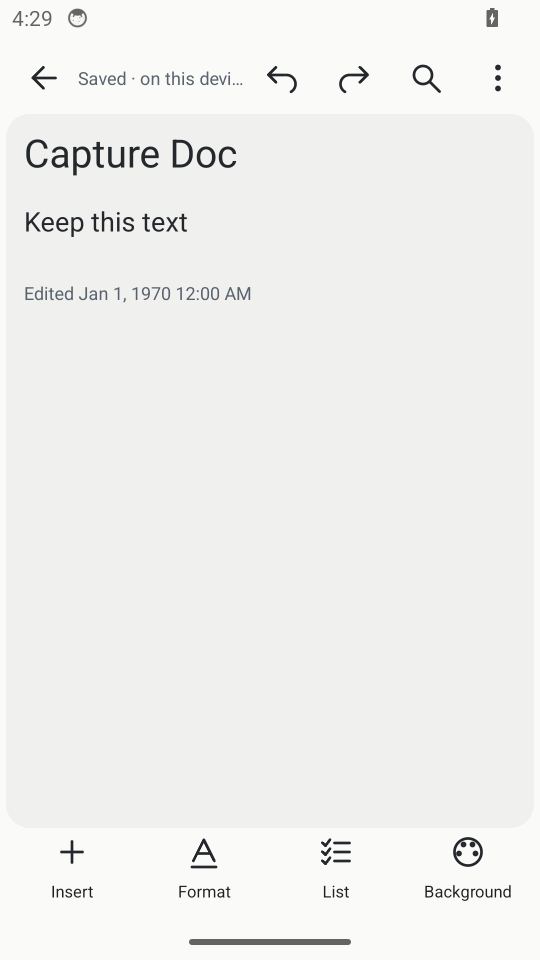 4:29
Saved · on this devi…
Capture Doc
Keep this text
Edited Jan 1, 1970 12:00 AM
Insert
Format
List
Background